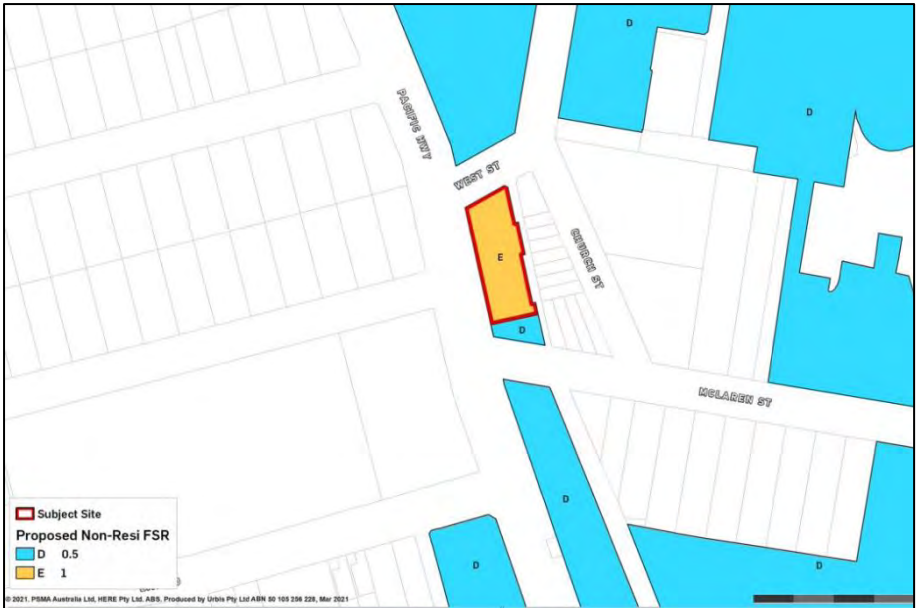 D
D
PACIFIC HWY
WEST ST
CHURCH ST
E
D
MCLAREN ST
D
D
D
Subject Site
Proposed Non-Resi FSR
D 0.5
E 1
© 2021. PSMA Australia Ltd, HERE Pty Ltd. ABS. Produced by Urbis Pty Ltd ABN 50 105 256 228, Mar 2021